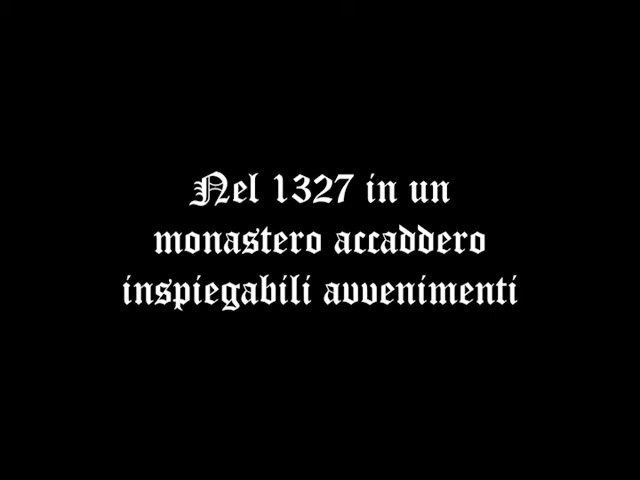 Nel 1327 in un
monastero accaddero
inspiegabili avvenimenti